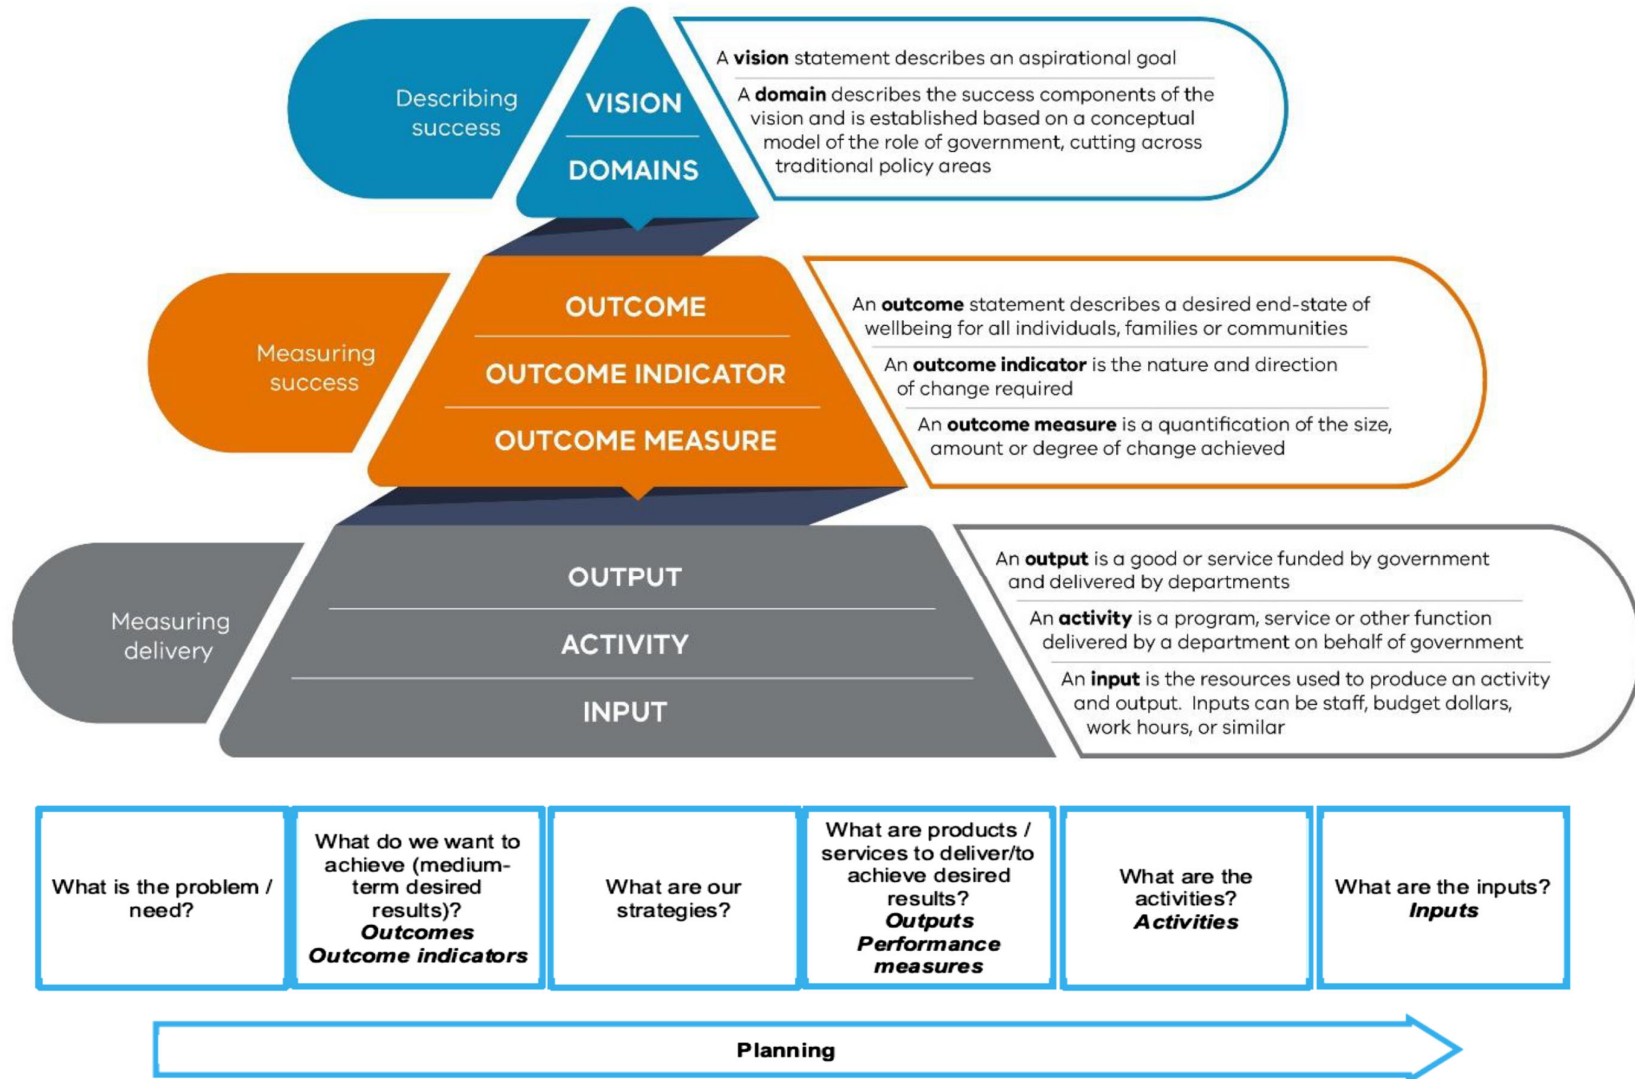 Describing
success
VISION
DOMAINS
A vision statement describes an aspirational goal
A domain describes the success components of the
vision and is established based on a conceptual
model of the role of government, cutting across
traditional policy areas
Measuring
success
OUTCOME
OUTCOME INDICATOR
OUTCOME MEASURE
An outcome statement describes a desired end-state of
wellbeing for all individuals, families or communities
An outcome indicator is the nature and direction
of change required
An outcome measure is a quantification of the size,
amount or degree of change achieved
Measuring
delivery
OUTPUT
ACTIVITY
INPUT
An output is a good or service funded by government
and delivered by departments
An activity is a program, service or other function
delivered by a department on behalf of government
An input is the resources used to produce an activity
and output. Inputs can be staff, budget dollars,
work hours, or similar
What is the problem /
need?
What do we want to
achieve (medium-
term desired
results)?
Outcomes
Outcome indicators
What are our
strategies?
What are products /
services to deliver/to
achieve desired
results?
Outputs
Performance
measures
What are the
activities?
Activities
What are the inputs?
Inputs
Planning